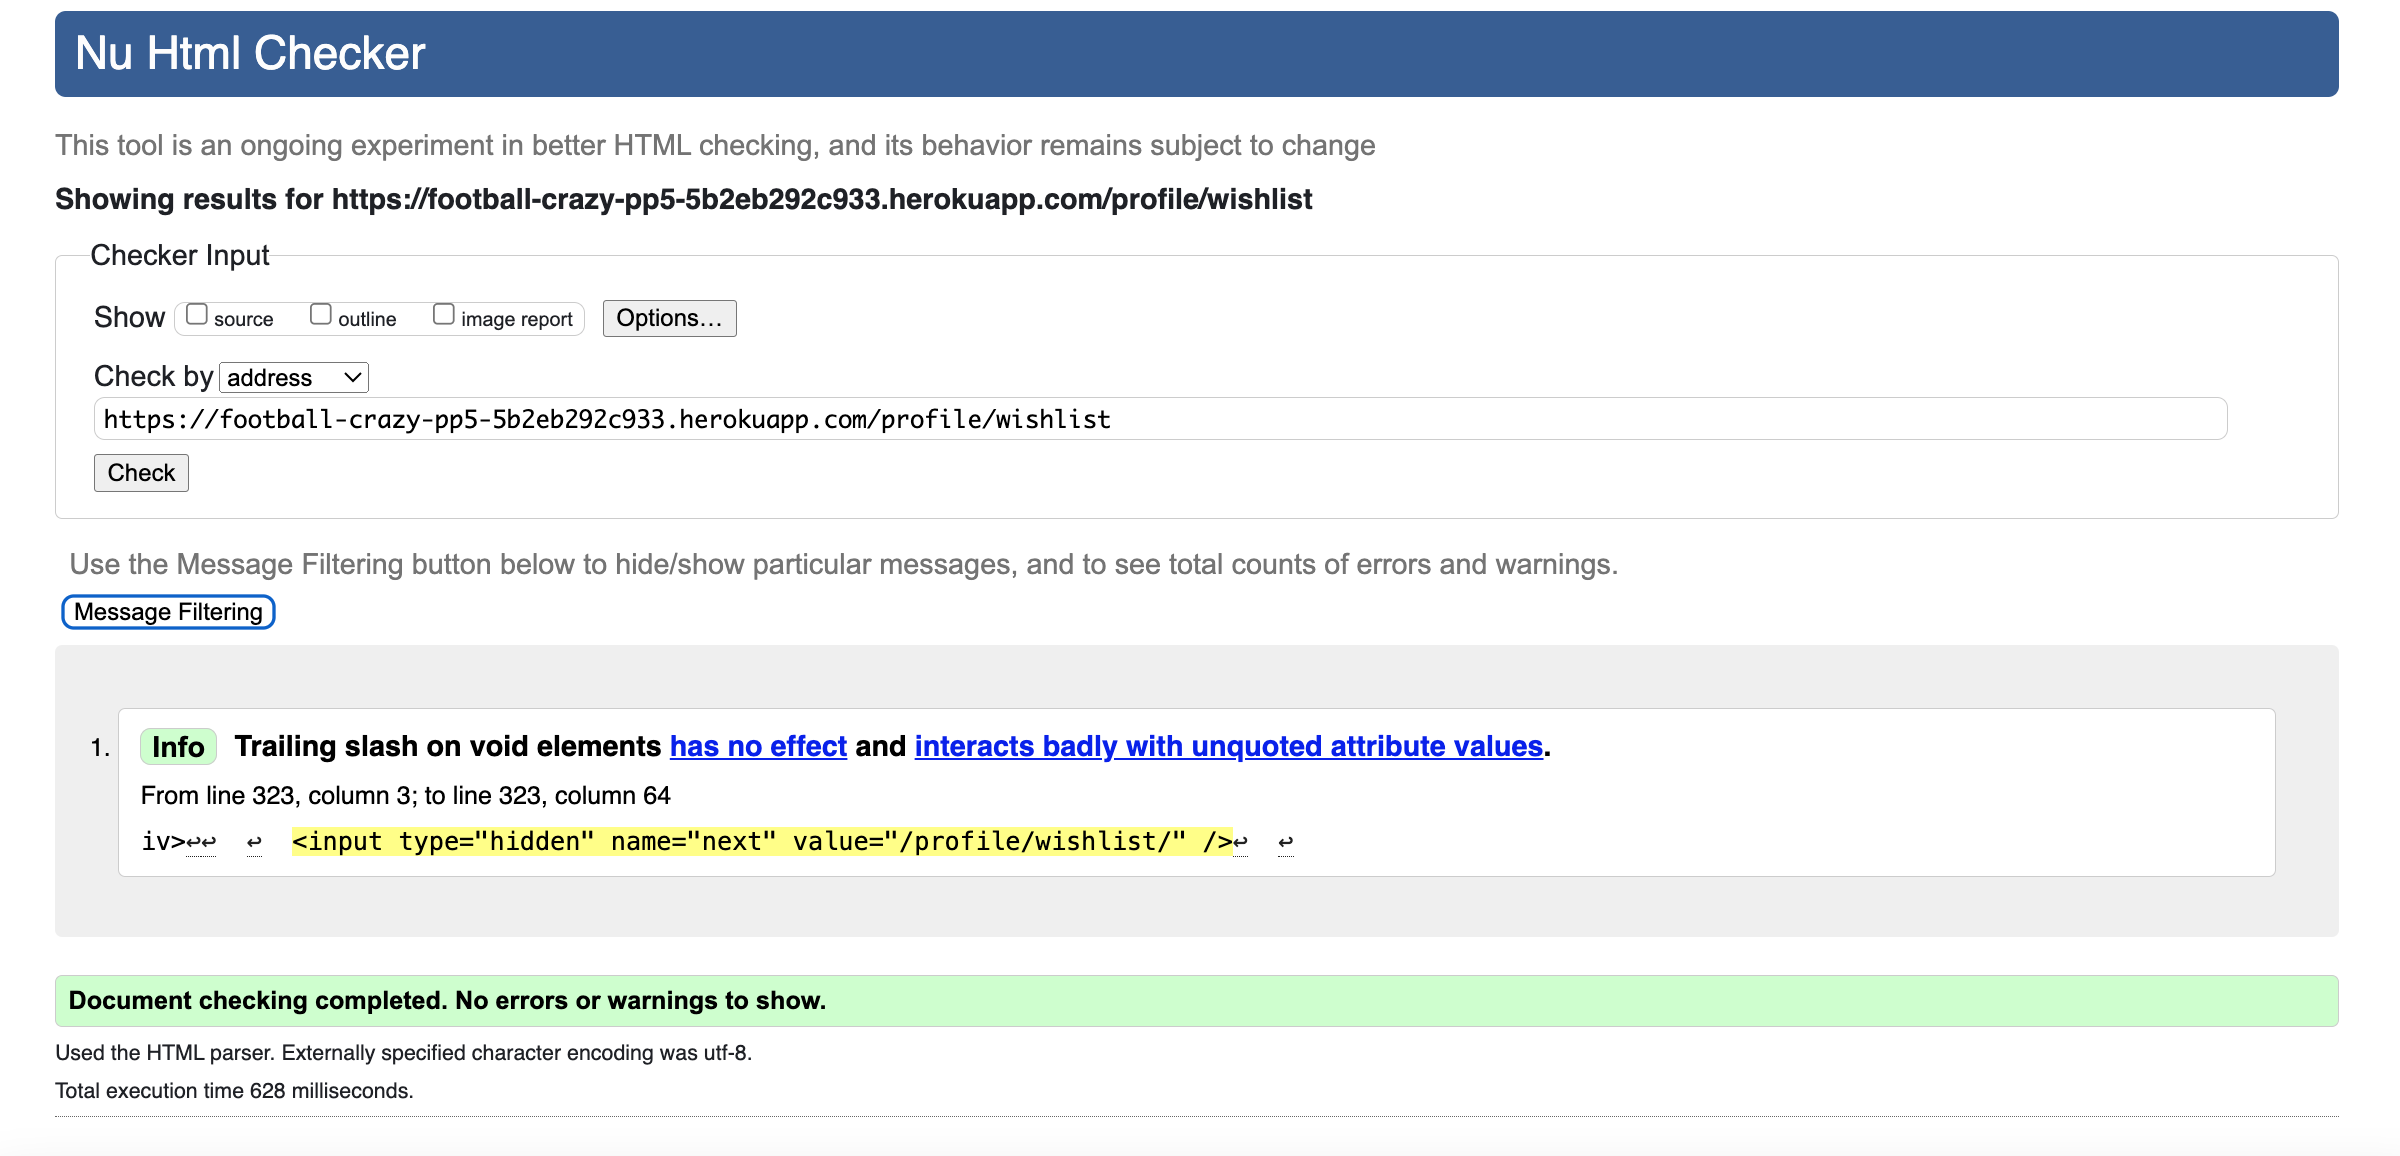 Nu Html Checker
This tool is an ongoing experiment in better HTML checking, and its behavior remains subject to change
Showing results for https://football-crazy-pp5-5b2eb292c933.herokuapp.com/profile/wishlist
Checker Input
Show source outline image report Options...
Check by address
https://football-crazy-pp5-5b2eb292c933.herokuapp.com/profile/wishlist
Check
Use the Message Filtering button below to hide/show particular messages, and to see total counts of errors and warnings.
Message Filtering
1. Info Trailing slash on void elements has no effect and interacts badly with unquoted attribute values.
From line 323, column 3; to line 323, column 64
iv>↩↩  ↩  <input type="hidden" name="next" value="/profile/wishlist/" />↩  ↩
Document checking completed. No errors or warnings to show.
Used the HTML parser. Externally specified character encoding was utf-8.
Total execution time 628 milliseconds.